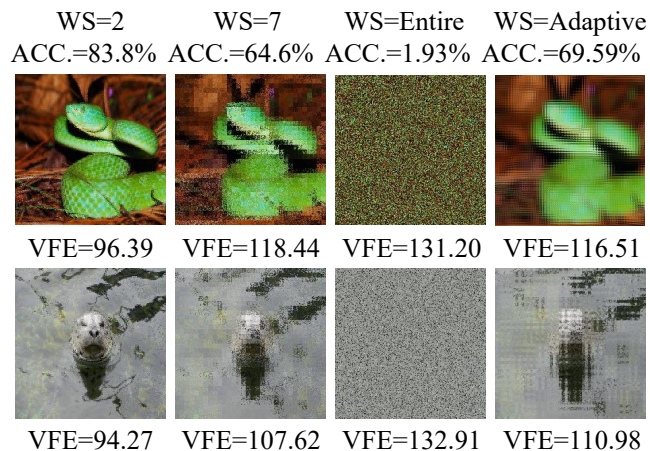 WS=2 WS=7 WS=Entire WS=Adaptive
ACC.=83.8% ACC.=64.6% ACC.=1.93% ACC.=69.59%
VFE=96.39 VFE=118.44 VFE=131.20 VFE=116.51
VFE=94.27 VFE=107.62 VFE=132.91 VFE=110.98